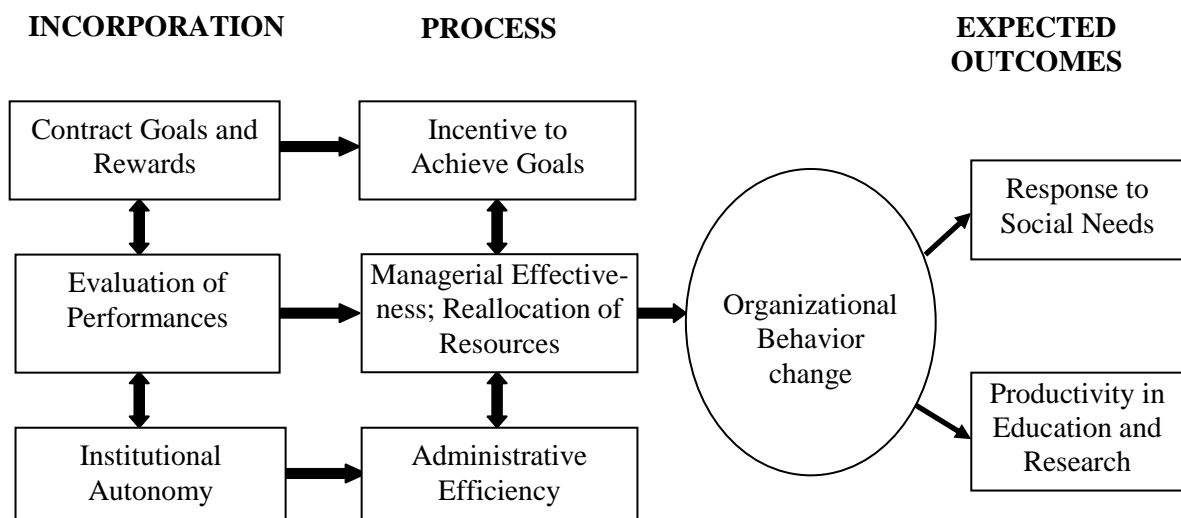 INCORPORATION
PROCESS
EXPECTED
OUTCOMES
Contract Goals and
Rewards
Incentive to
Achieve Goals
Response to
Social Needs
Evaluation of
Performances
Managerial Effective-
ness; Reallocation of
Resources
Organizational
Behavior
change
Productivity in
Education and
Research
Institutional
Autonomy
Administrative
Efficiency